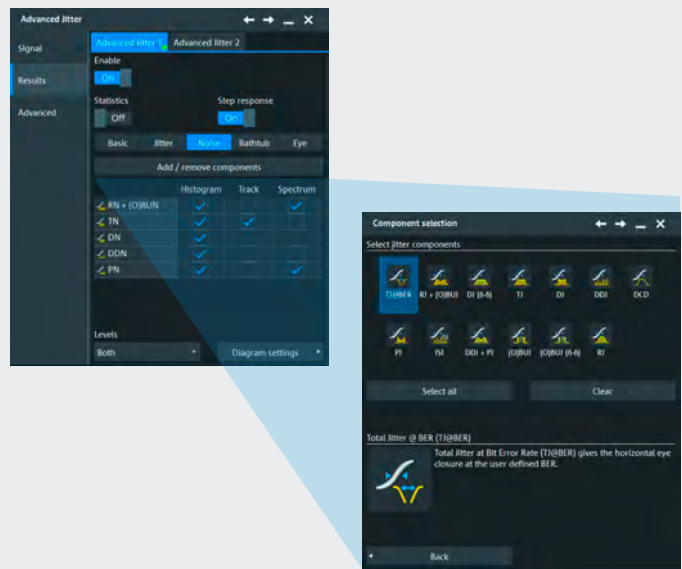 Advanced Jitter
Signal
Results
Advanced
Advanced Jitter 1 Advanced Jitter 2
Enable
On
Statistics Step response
Off On
Basic Jitter Noise Bathtub Eye
Add / remove components
Histogram Track Spectrum
RN + (O)BUN
TN
DN
DDN
PN
Levels
Both Diagram settings
Component selection
Select jitter components
TJ@BER RJ + (O)BUJ DJ (δ-δ) TJ DJ DDJ DCD
PJ ISI DDJ + PJ (O)BUJ (O)BUJ (δ-δ) RJ
Select all Clear
Total Jitter @ BER (TJ@BER)
Total Jitter at Bit Error Rate (TJ@BER) gives the horizontal eye
closure at the user defined BER.
Back